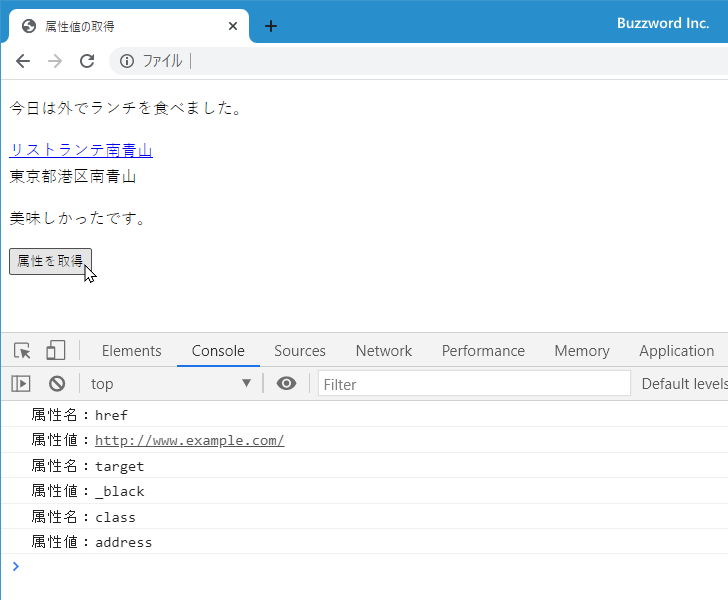 属性値の取得
Buzzword Inc.
ファイル
今日は外でランチを食べました。
リストランテ南青山
東京都港区南青山
美味しかったです。
属性を取得
Elements Console Sources Network Performance Memory Application
top Filter Default levels
属性名：href
属性値：http://www.example.com/
属性名：target
属性値：_black
属性名：class
属性値：address